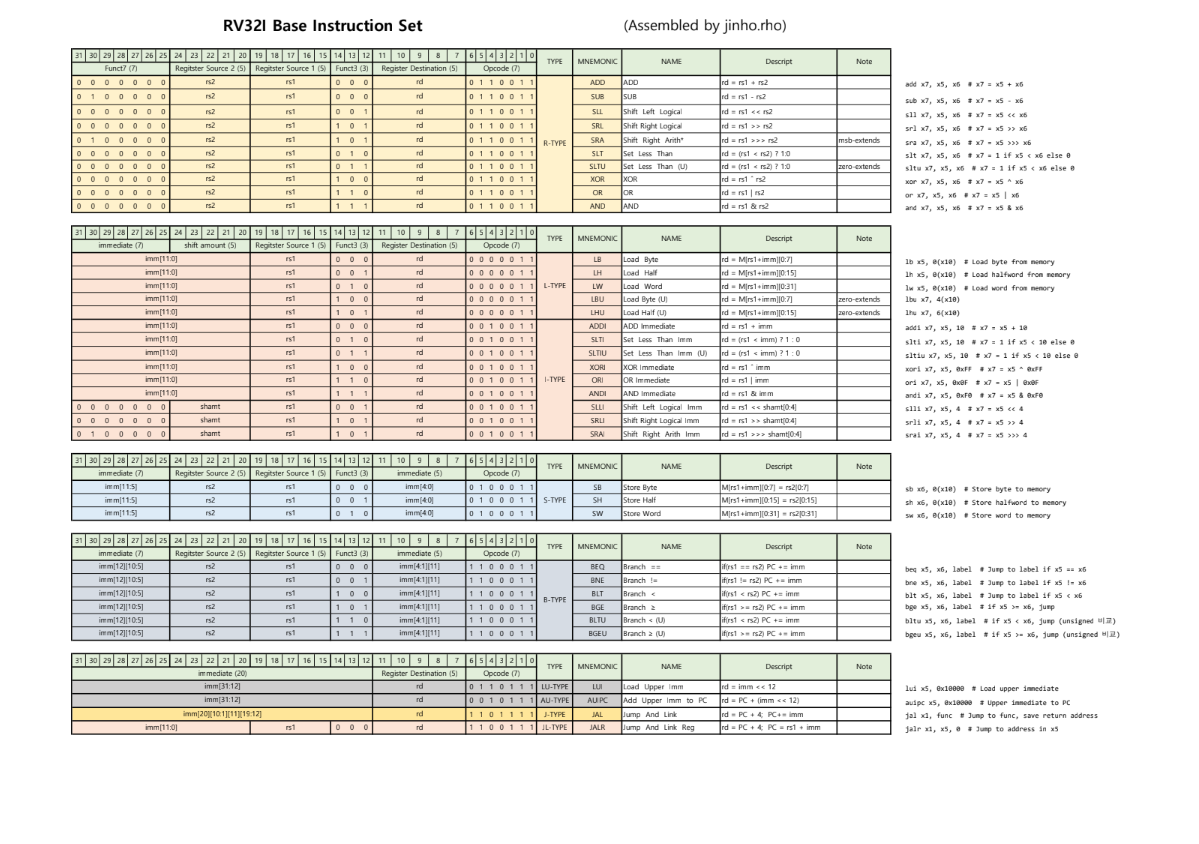 RV32I Base Instruction Set (Assembled by jinho.rho)
31 30 29 28 27 26 25 24 23 22 21 20 19 18 17 16 15 14 13 12 11 10 9 8 7 6 5 4 3 2 1 0 TYPE MNEMONIC NAME Descript Note
Funct7 (7) Regitster Source 2 (5) Regitster Source 1 (5) Funct3 (3) Register Destination (5) Opcode (7)
0 0 0 0 0 0 0 rs2 rs1 0 0 0 rd 0 1 1 0 0 1 1 R-TYPE ADD ADD rd = rs1 + rs2 add x7, x5, x6 # x7 = x5 + x6
0 1 0 0 0 0 0 rs2 rs1 0 0 0 rd 0 1 1 0 0 1 1 SUB SUB rd = rs1 - rs2 sub x7, x5, x6 # x7 = x5 - x6
0 0 0 0 0 0 0 rs2 rs1 0 0 1 rd 0 1 1 0 0 1 1 SLL Shift Left Logical rd = rs1 << rs2 sll x7, x5, x6 # x7 = x5 << x6
0 0 0 0 0 0 0 rs2 rs1 1 0 1 rd 0 1 1 0 0 1 1 SRL Shift Right Logical rd = rs1 >> rs2 srl x7, x5, x6 # x7 = x5 >> x6
0 1 0 0 0 0 0 rs2 rs1 1 0 1 rd 0 1 1 0 0 1 1 SRA Shift Right Arith* rd = rs1 >>> rs2 msb-extends sra x7, x5, x6 # x7 = x5 >>> x6
0 0 0 0 0 0 0 rs2 rs1 0 1 0 rd 0 1 1 0 0 1 1 SLT Set Less Than rd = (rs1 < rs2) ? 1:0 slt x7, x5, x6 # x7 = 1 if x5 < x6 else 0
0 0 0 0 0 0 0 rs2 rs1 0 1 1 rd 0 1 1 0 0 1 1 SLTU Set Less Than (U) rd = (rs1 < rs2) ? 1:0 zero-extends sltu x7, x5, x6 # x7 = 1 if x5 < x6 else 0
0 0 0 0 0 0 0 rs2 rs1 1 0 0 rd 0 1 1 0 0 1 1 XOR XOR rd = rs1 ^ rs2 xor x7, x5, x6 # x7 = x5 ^ x6
0 0 0 0 0 0 0 rs2 rs1 1 1 0 rd 0 1 1 0 0 1 1 OR OR rd = rs1 | rs2 or x7, x5, x6 # x7 = x5 | x6
0 0 0 0 0 0 0 rs2 rs1 1 1 1 rd 0 1 1 0 0 1 1 AND AND rd = rs1 & rs2 and x7, x5, x6 # x7 = x5 & x6
31 30 29 28 27 26 25 24 23 22 21 20 19 18 17 16 15 14 13 12 11 10 9 8 7 6 5 4 3 2 1 0 TYPE MNEMONIC NAME Descript Note
immediate (7) shift amount (5) Regitster Source 1 (5) Funct3 (3) Register Destination (5) Opcode (7)
imm[11:0] rs1 0 0 0 rd 0 0 0 0 0 1 1 L-TYPE LB Load Byte rd = M[rs1+imm][0:7] lb x5, 0(x10) # Load byte from memory
imm[11:0] rs1 0 0 1 rd 0 0 0 0 0 1 1 LH Load Half rd = M[rs1+imm][0:15] lh x5, 0(x10) # Load halfword from memory
imm[11:0] rs1 0 1 0 rd 0 0 0 0 0 1 1 LW Load Word rd = M[rs1+imm][0:31] lw x5, 0(x10) # Load word from memory
imm[11:0] rs1 1 0 0 rd 0 0 0 0 0 1 1 LBU Load Byte (U) rd = M[rs1+imm][0:7] zero-extends lbu x7, 4(x10)
imm[11:0] rs1 1 0 1 rd 0 0 0 0 0 1 1 LHU Load Half (U) rd = M[rs1+imm][0:15] zero-extends lhu x7, 6(x10)
imm[11:0] rs1 0 0 0 rd 0 0 1 0 0 1 1 I-TYPE ADDI ADD Immediate rd = rs1 + imm addi x7, x5, 10 # x7 = x5 + 10
imm[11:0] rs1 0 1 0 rd 0 0 1 0 0 1 1 SLTI Set Less Than Imm rd = (rs1 < imm) ? 1 : 0 slti x7, x5, 10 # x7 = 1 if x5 < 10 else 0
imm[11:0] rs1 0 1 1 rd 0 0 1 0 0 1 1 SLTIU Set Less Than Imm (U) rd = (rs1 < imm) ? 1 : 0 sltiu x7, x5, 10 # x7 = 1 if x5 < 10 else 0
imm[11:0] rs1 1 0 0 rd 0 0 1 0 0 1 1 XORI XOR Immediate rd = rs1 ^ imm xori x7, x5, 0xFF # x7 = x5 ^ 0xFF
imm[11:0] rs1 1 1 0 rd 0 0 1 0 0 1 1 ORI OR Immediate rd = rs1 | imm ori x7, x5, 0x0F # x7 = x5 | 0x0F
imm[11:0] rs1 1 1 1 rd 0 0 1 0 0 1 1 ANDI AND Immediate rd = rs1 & imm andi x7, x5, 0xF0 # x7 = x5 & 0xF0
0 0 0 0 0 0 0 shamt rs1 0 0 1 rd 0 0 1 0 0 1 1 SLLI Shift Left Logical Imm rd = rs1 << shamt[0:4] slli x7, x5, 4 # x7 = x5 << 4
0 0 0 0 0 0 0 shamt rs1 1 0 1 rd 0 0 1 0 0 1 1 SRLI Shift Right Logical Imm rd = rs1 >> shamt[0:4] srli x7, x5, 4 # x7 = x5 >> 4
0 1 0 0 0 0 0 shamt rs1 1 0 1 rd 0 0 1 0 0 1 1 SRAI Shift Right Arith Imm rd = rs1 >>> shamt[0:4] srai x7, x5, 4 # x7 = x5 >>> 4
31 30 29 28 27 26 25 24 23 22 21 20 19 18 17 16 15 14 13 12 11 10 9 8 7 6 5 4 3 2 1 0 TYPE MNEMONIC NAME Descript Note
immediate (7) Regitster Source 2 (5) Regitster Source 1 (5) Funct3 (3) immediate (5) Opcode (7)
imm[11:5] rs2 rs1 0 0 0 imm[4:0] 0 1 0 0 0 1 1 S-TYPE SB Store Byte M[rs1+imm][0:7] = rs2[0:7] sb x6, 0(x10) # Store byte to memory
imm[11:5] rs2 rs1 0 0 1 imm[4:0] 0 1 0 0 0 1 1 SH Store Half M[rs1+imm][0:15] = rs2[0:15] sh x6, 0(x10) # Store halfword to memory
imm[11:5] rs2 rs1 0 1 0 imm[4:0] 0 1 0 0 0 1 1 SW Store Word M[rs1+imm][0:31] = rs2[0:31] sw x6, 0(x10) # Store word to memory
31 30 29 28 27 26 25 24 23 22 21 20 19 18 17 16 15 14 13 12 11 10 9 8 7 6 5 4 3 2 1 0 TYPE MNEMONIC NAME Descript Note
immediate (7) Regitster Source 2 (5) Regitster Source 1 (5) Funct3 (3) immediate (5) Opcode (7)
imm[12][10:5] rs2 rs1 0 0 0 imm[4:1][11] 1 1 0 0 0 1 1 B-TYPE BEQ Branch == if(rs1 == rs2) PC += imm beq x5, x6, label # Jump to label if x5 == x6
imm[12][10:5] rs2 rs1 0 0 1 imm[4:1][11] 1 1 0 0 0 1 1 BNE Branch != if(rs1 != rs2) PC += imm bne x5, x6, label # Jump to label if x5 != x6
imm[12][10:5] rs2 rs1 1 0 0 imm[4:1][11] 1 1 0 0 0 1 1 BLT Branch < if(rs1 < rs2) PC += imm blt x5, x6, label # Jump to label if x5 < x6
imm[12][10:5] rs2 rs1 1 0 1 imm[4:1][11] 1 1 0 0 0 1 1 BGE Branch ≥ if(rs1 >= rs2) PC += imm bge x5, x6, label # if x5 >= x6, jump
imm[12][10:5] rs2 rs1 1 1 0 imm[4:1][11] 1 1 0 0 0 1 1 BLTU Branch < (U) if(rs1 < rs2) PC += imm bltu x5, x6, label # if x5 < x6, jump (unsigned 비교)
imm[12][10:5] rs2 rs1 1 1 1 imm[4:1][11] 1 1 0 0 0 1 1 BGEU Branch ≥ (U) if(rs1 >= rs2) PC += imm bgeu x5, x6, label # if x5 >= x6, jump (unsigned 비교)
31 30 29 28 27 26 25 24 23 22 21 20 19 18 17 16 15 14 13 12 11 10 9 8 7 6 5 4 3 2 1 0 TYPE MNEMONIC NAME Descript Note
immediate (20) Register Destination (5) Opcode (7)
imm[31:12] rd 0 1 1 0 1 1 1 LU-TYPE LUI Load Upper Imm rd = imm << 12 lui x5, 0x10000 # Load upper immediate
imm[31:12] rd 0 0 1 0 1 1 1 AU-TYPE AUIPC Add Upper Imm to PC rd = PC + (imm << 12) auipc x5, 0x10000 # Upper immediate to PC
imm[20][10:1][11][19:12] rd 1 1 0 1 1 1 1 J-TYPE JAL Jump And Link rd = PC + 4; PC+= imm jal x1, func # Jump to func, save return address
imm[11:0] rs1 0 0 0 rd 1 1 0 0 1 1 1 JL-TYPE JALR Jump And Link Reg rd = PC + 4; PC = rs1 + imm jalr x1, x5, 0 # Jump to address in x5